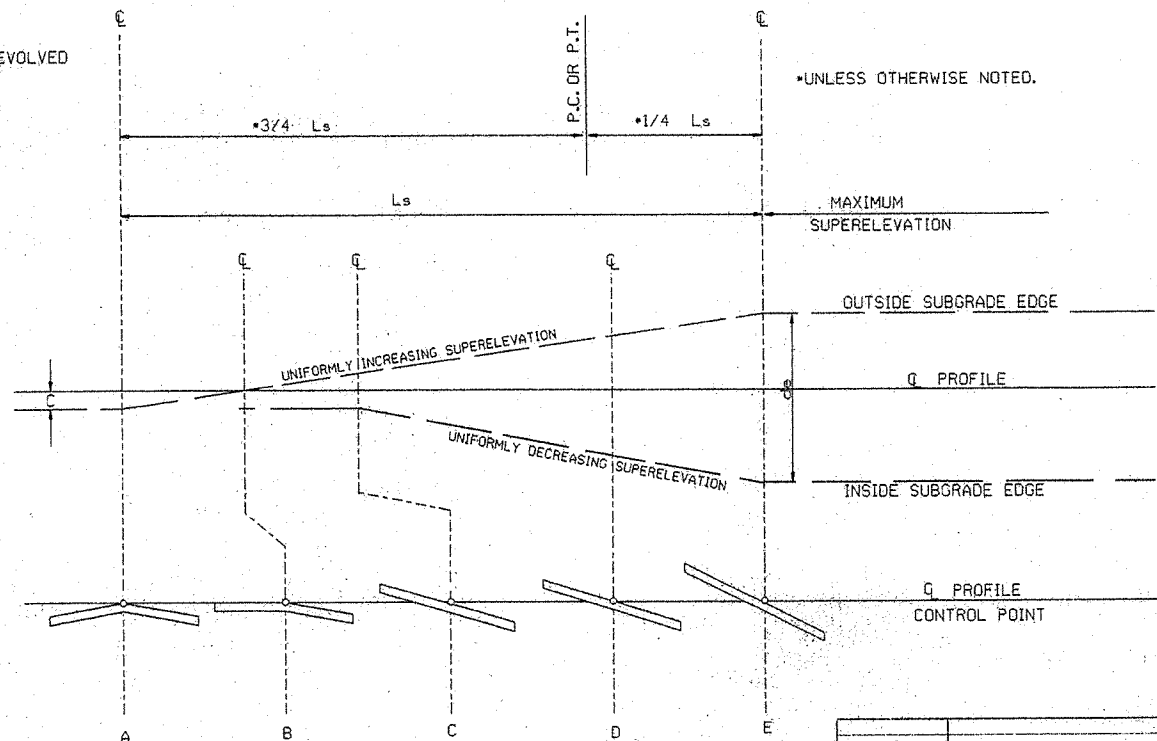 ℄
℄
EVOLVED
P.C. OR P.T.
*UNLESS OTHERWISE NOTED.
*3/4 Ls
*1/4 Ls
Ls
MAXIMUM
SUPERELEVATION
℄
℄
℄
OUTSIDE SUBGRADE EDGE
UNIFORMLY INCREASING SUPERELEVATION
℄ PROFILE
C
UNIFORMLY DECREASING SUPERELEVATION
INSIDE SUBGRADE EDGE
℄ PROFILE
CONTROL POINT
A
B
C
D
E